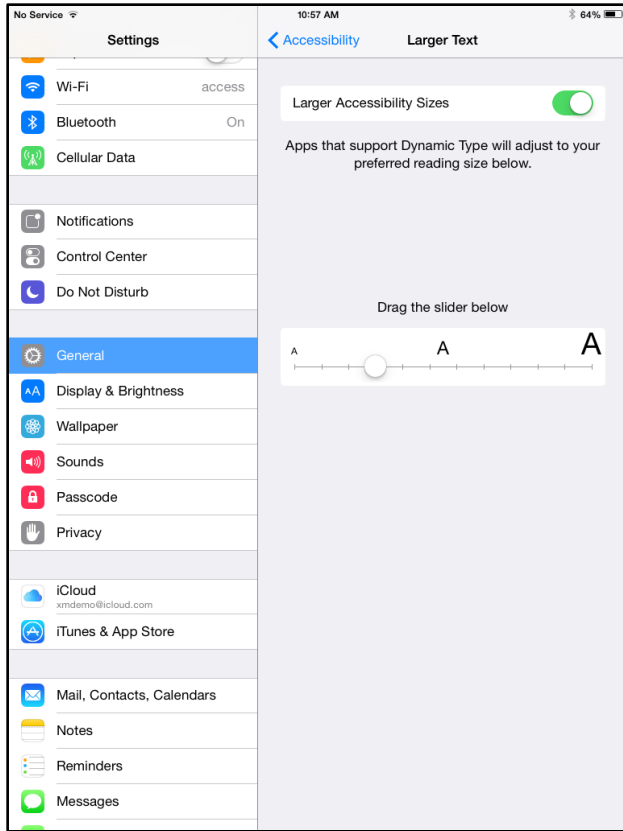 No Service 10:57 AM 64%
Settings
Accessibility Larger Text
Wi-Fi access
Bluetooth On
Cellular Data
Notifications
Control Center
Do Not Disturb
General
AA Display & Brightness
Wallpaper
Sounds
Passcode
Privacy
iCloud
xmdemo@icloud.com
iTunes & App Store
Mail, Contacts, Calendars
Notes
Reminders
Messages
Larger Accessibility Sizes
Apps that support Dynamic Type will adjust to your
preferred reading size below.
Drag the slider below
A A A